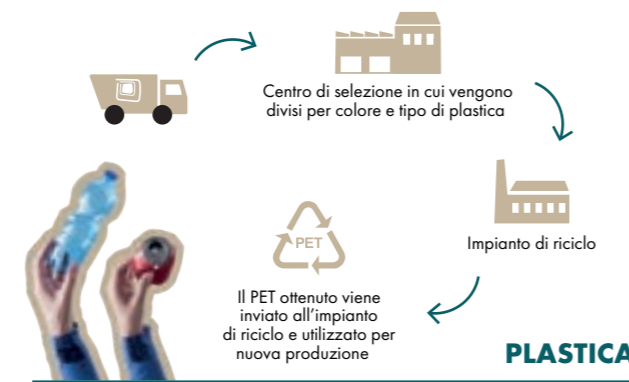 Centro di selezione in cui vengono
divisi per colore e tipo di plastica
Impianto di riciclo
PET
Il PET ottenuto viene
inviato all’impianto
di riciclo e utilizzato per
nuova produzione
PLASTICA